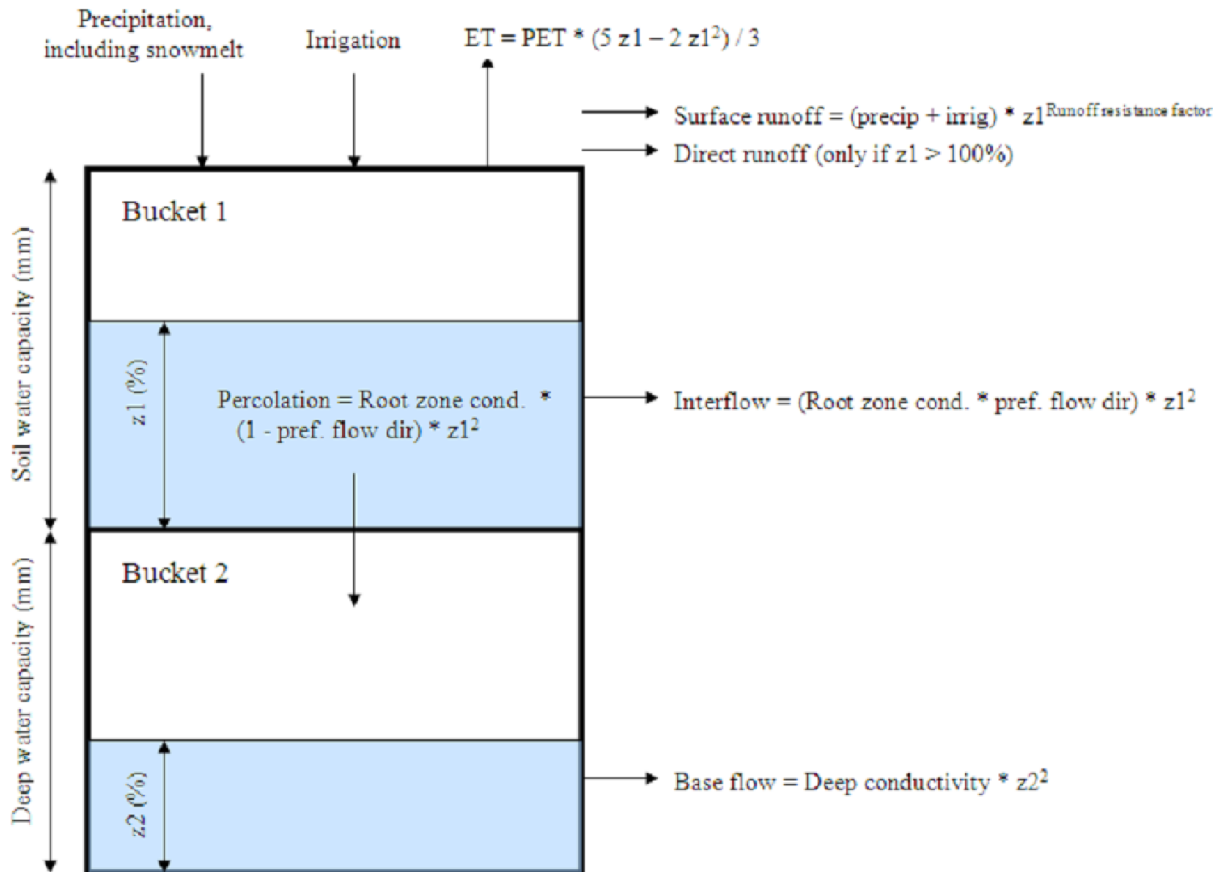 Precipitation,
including snowmelt
Irrigation
ET = PET * (5 z1 – 2 z1²) / 3
Surface runoff = (precip + irrig) * z1^Runoff resistance factor
Direct runoff (only if z1 > 100%)
Soil water capacity (mm)
Bucket 1
z1 (%)
Percolation = Root zone cond. *
(1 - pref. flow dir) * z1²
Interflow = (Root zone cond. * pref. flow dir) * z1²
Deep water capacity (mm)
Bucket 2
z2 (%)
Base flow = Deep conductivity * z2²